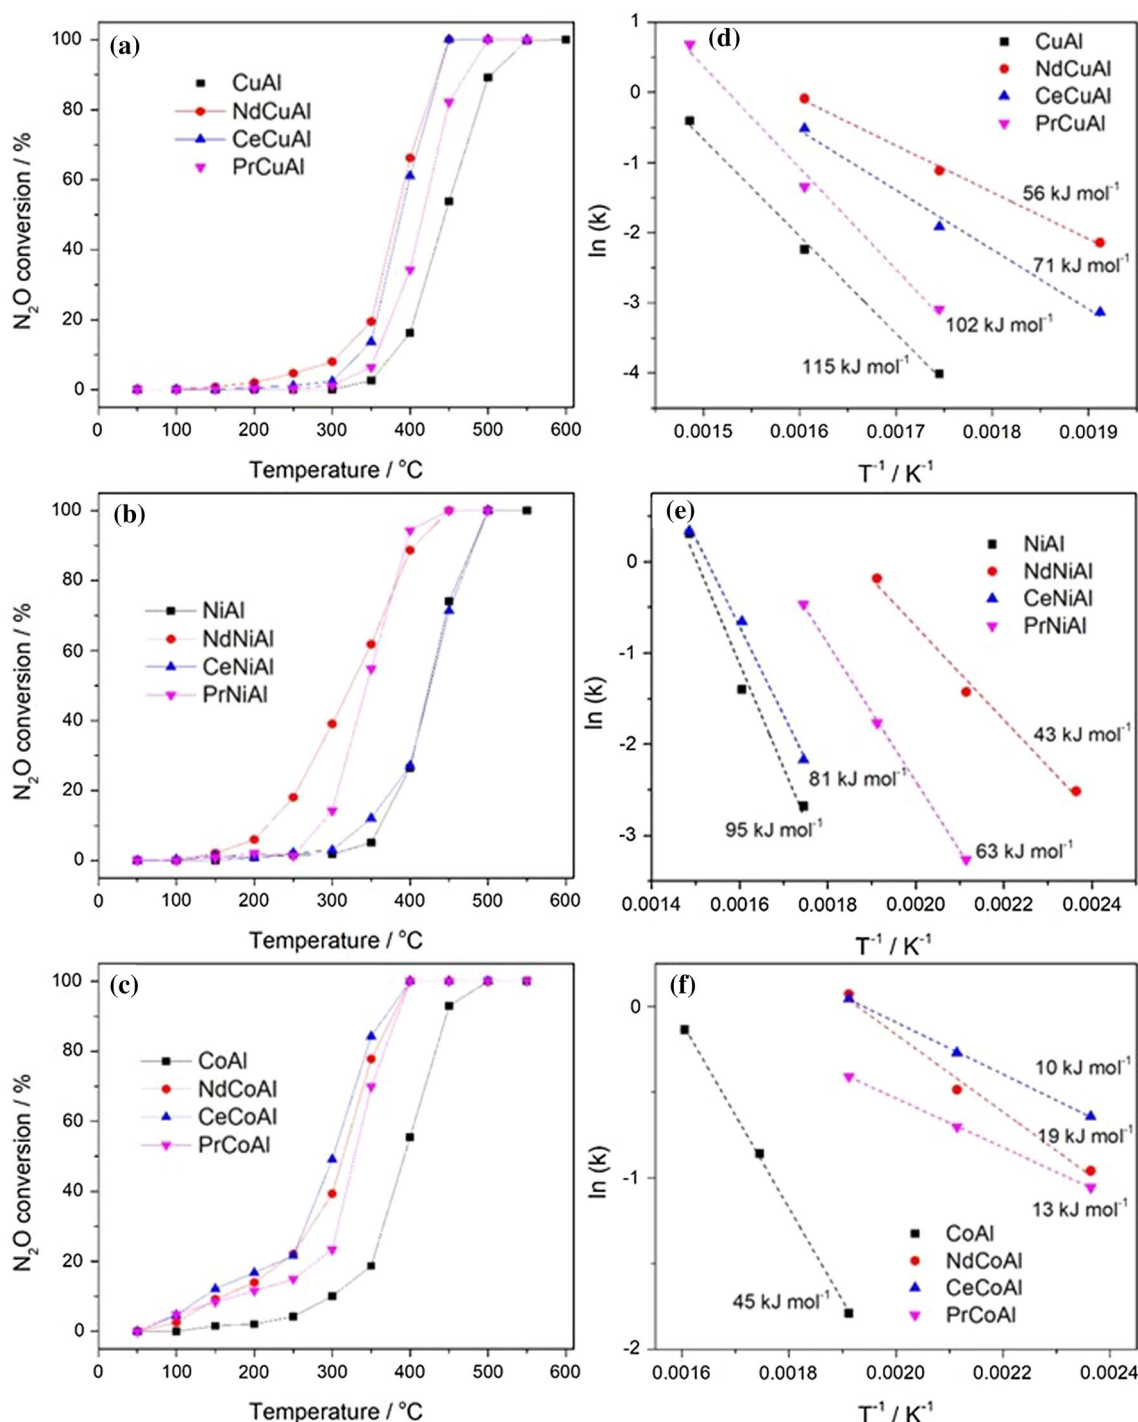 (a)
CuAl
NdCuAl
CeCuAl
PrCuAl
100
80
60
40
20
0
N₂O conversion / %
0 100 200 300 400 500 600
Temperature / °C
(d)
CuAl
NdCuAl
CeCuAl
PrCuAl
1
0
-1
-2
-3
-4
ln (k)
56 kJ mol⁻¹
71 kJ mol⁻¹
102 kJ mol⁻¹
115 kJ mol⁻¹
0.0015 0.0016 0.0017 0.0018 0.0019
T⁻¹ / K⁻¹
(b)
NiAl
NdNiAl
CeNiAl
PrNiAl
100
80
60
40
20
0
N₂O conversion / %
0 100 200 300 400 500 600
Temperature / °C
(e)
NiAl
NdNiAl
CeNiAl
PrNiAl
0
-1
-2
-3
ln (k)
43 kJ mol⁻¹
81 kJ mol⁻¹
95 kJ mol⁻¹
63 kJ mol⁻¹
0.0014 0.0016 0.0018 0.0020 0.0022 0.0024
T⁻¹ / K⁻¹
(c)
CoAl
NdCoAl
CeCoAl
PrCoAl
100
80
60
40
20
0
N₂O conversion / %
0 100 200 300 400 500 600
Temperature / °C
(f)
0
-1
-2
ln (k)
10 kJ mol⁻¹
19 kJ mol⁻¹
13 kJ mol⁻¹
45 kJ mol⁻¹
CoAl
NdCoAl
CeCoAl
PrCoAl
0.0016 0.0018 0.0020 0.0022 0.0024
T⁻¹ / K⁻¹